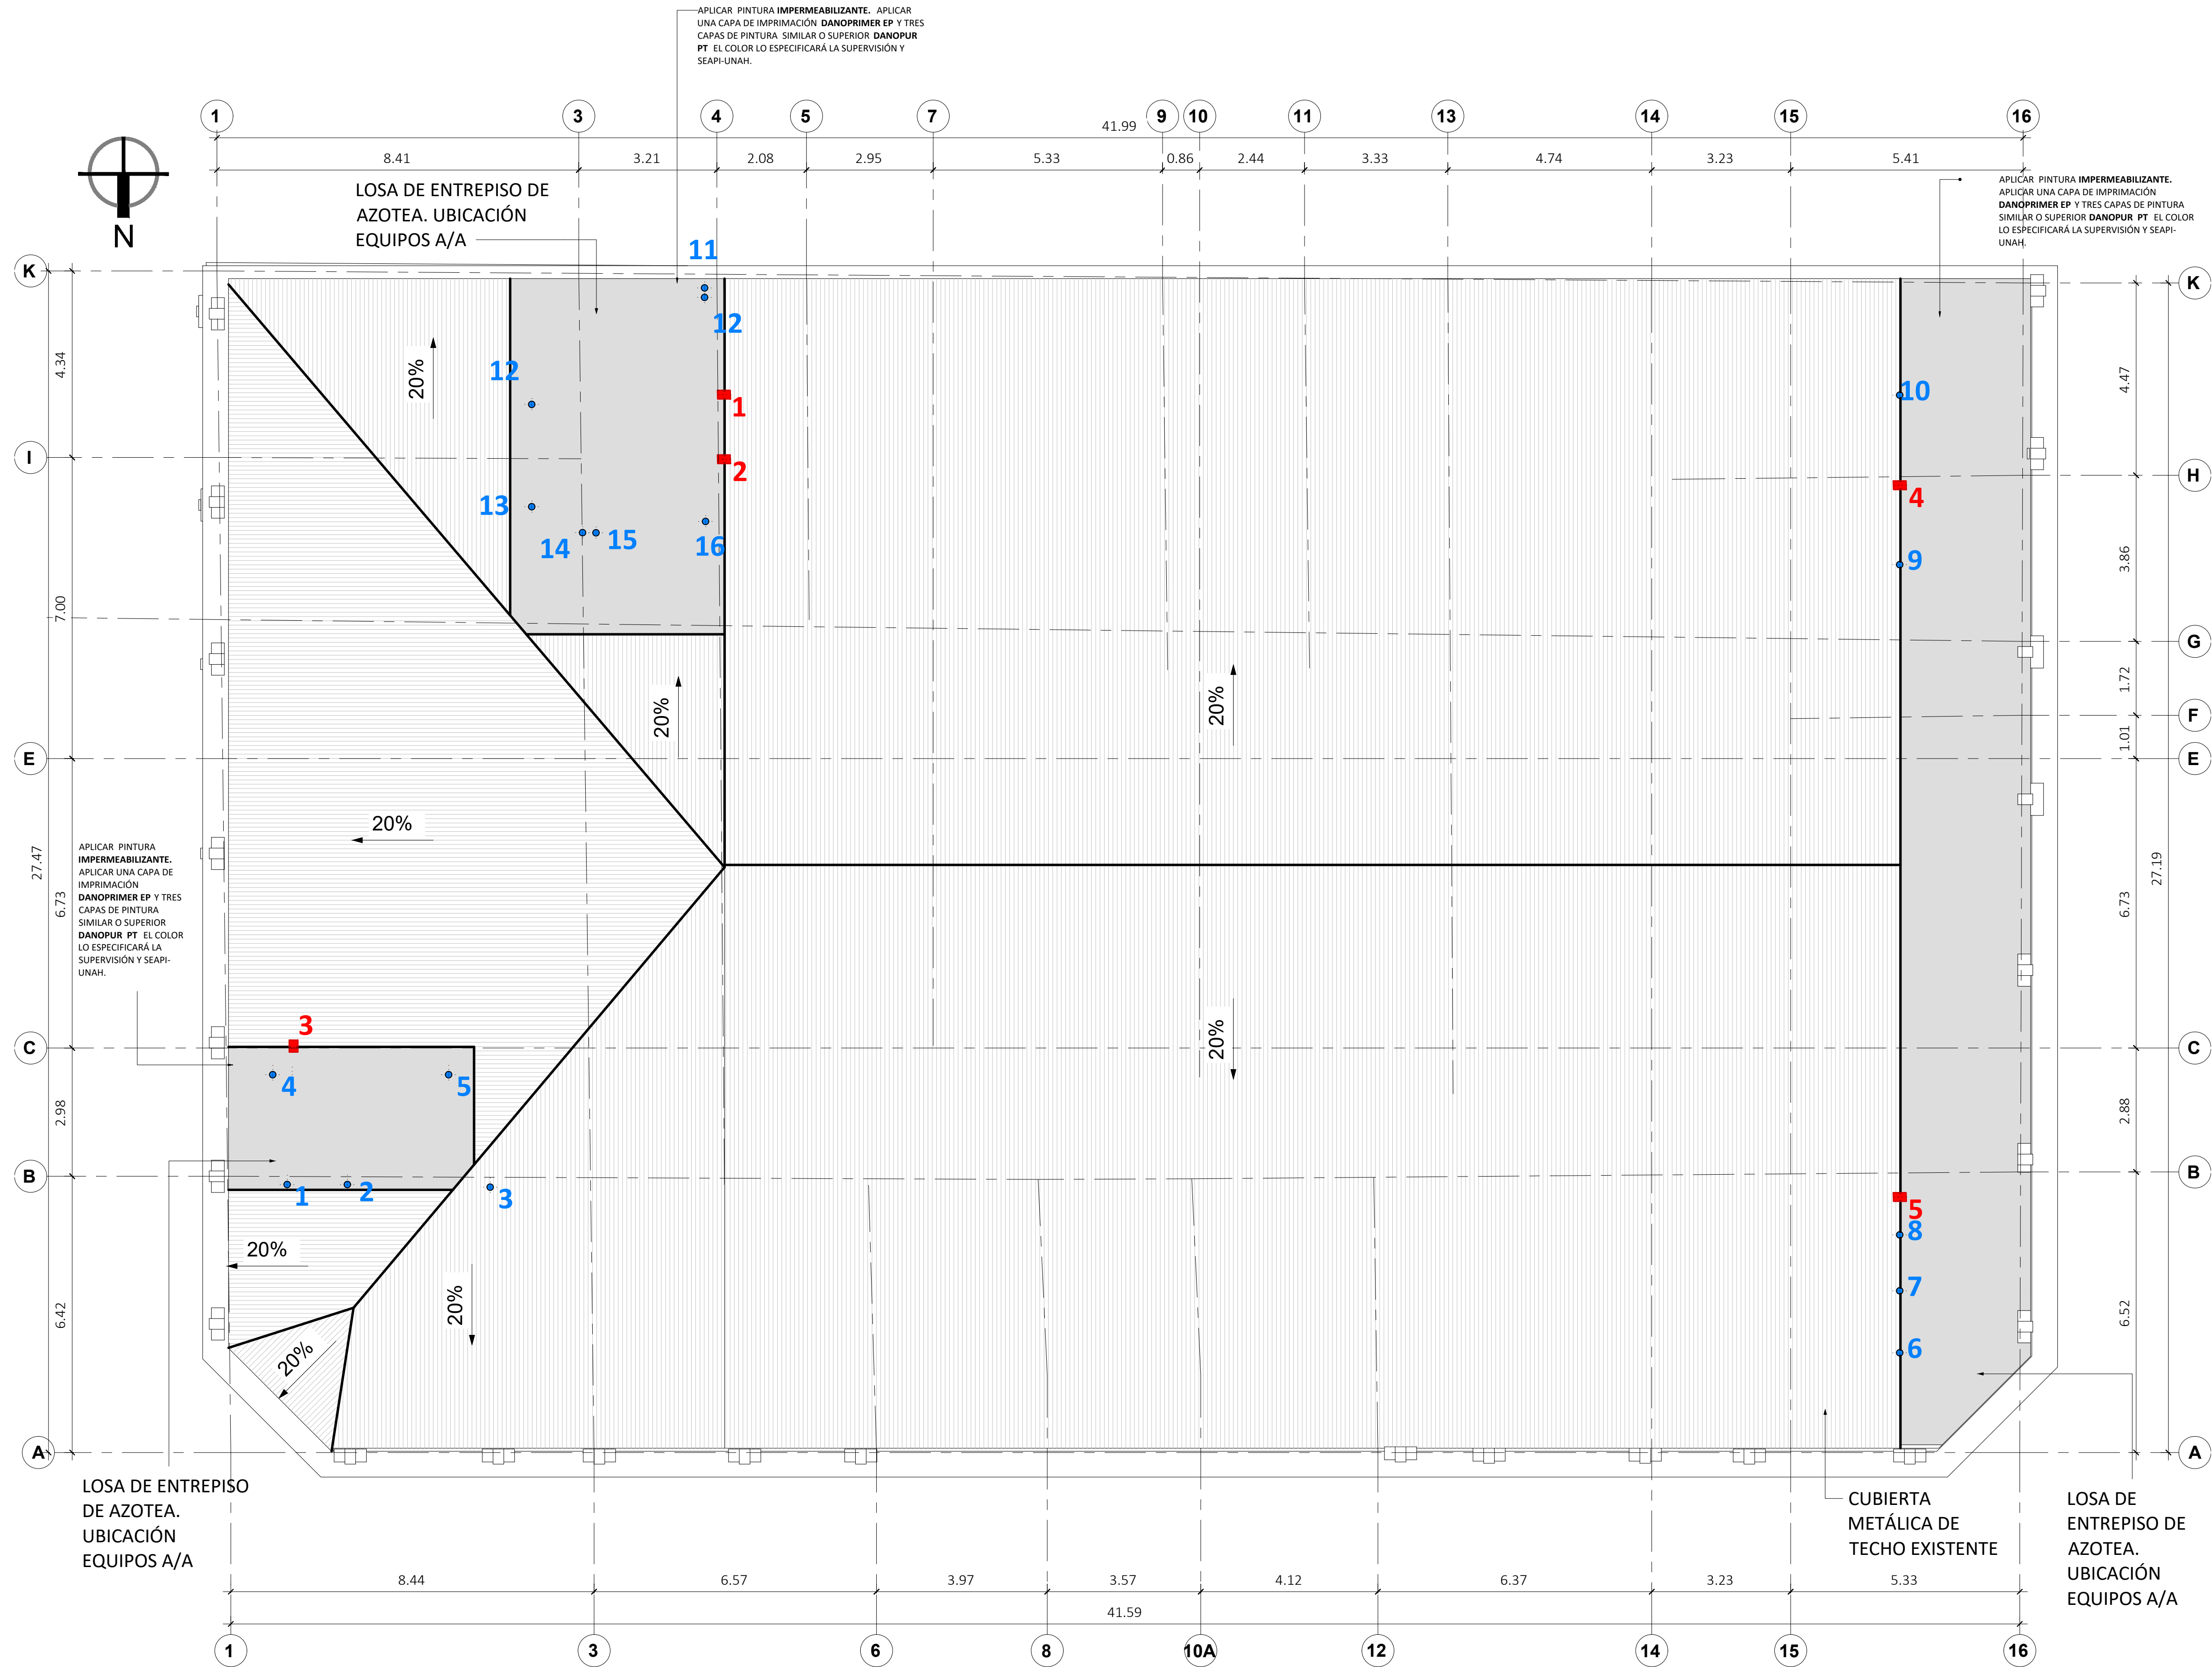 APLICAR PINTURA IMPERMEABILIZANTE. APLICAR
UNA CAPA DE IMPRIMACIÓN DANOPRIMER EP Y TRES
CAPAS DE PINTURA SIMILAR O SUPERIOR DANOPUR
PT EL COLOR LO ESPECIFICARÁ LA SUPERVISIÓN Y
SEAPI-UNAH.
1
3
4
5
7
9
10
11
13
14
15
16
41.99
8.41
3.21
2.08
2.95
5.33
0.86
2.44
3.33
4.74
3.23
5.41
N
LOSA DE ENTREPISO DE
AZOTEA. UBICACIÓN
EQUIPOS A/A
APLICAR PINTURA IMPERMEABILIZANTE.
APLICAR UNA CAPA DE IMPRIMACIÓN
DANOPRIMER EP Y TRES CAPAS DE PINTURA
SIMILAR O SUPERIOR DANOPUR PT EL COLOR
LO ESPECIFICARÁ LA SUPERVISIÓN Y SEAPI-
UNAH.
11
K
K
12
4.34
20%
12
1
10
4.47
I
2
H
4
13
14
15
16
9
3.86
7.00
G
20%
20%
1.72
F
1.01
E
E
20%
27.47
6.73
27.19
6.73
APLICAR PINTURA
IMPERMEABILIZANTE.
APLICAR UNA CAPA DE
IMPRIMACIÓN
DANOPRIMER EP Y TRES
CAPAS DE PINTURA
SIMILAR O SUPERIOR
DANOPUR PT EL COLOR
LO ESPECIFICARÁ LA
SUPERVISIÓN Y SEAPI-
UNAH.
3
20%
C
C
4
5
2.98
2.88
B
B
1
2
3
5
8
20%
7
20%
6.42
6.52
20%
6
A
A
LOSA DE ENTREPISO
DE AZOTEA.
UBICACIÓN
EQUIPOS A/A
CUBIERTA
METÁLICA DE
TECHO EXISTENTE
LOSA DE
ENTREPISO DE
AZOTEA.
UBICACIÓN
EQUIPOS A/A
8.44
6.57
3.97
3.57
4.12
6.37
3.23
5.33
41.59
1
3
6
8
10A
12
14
15
16